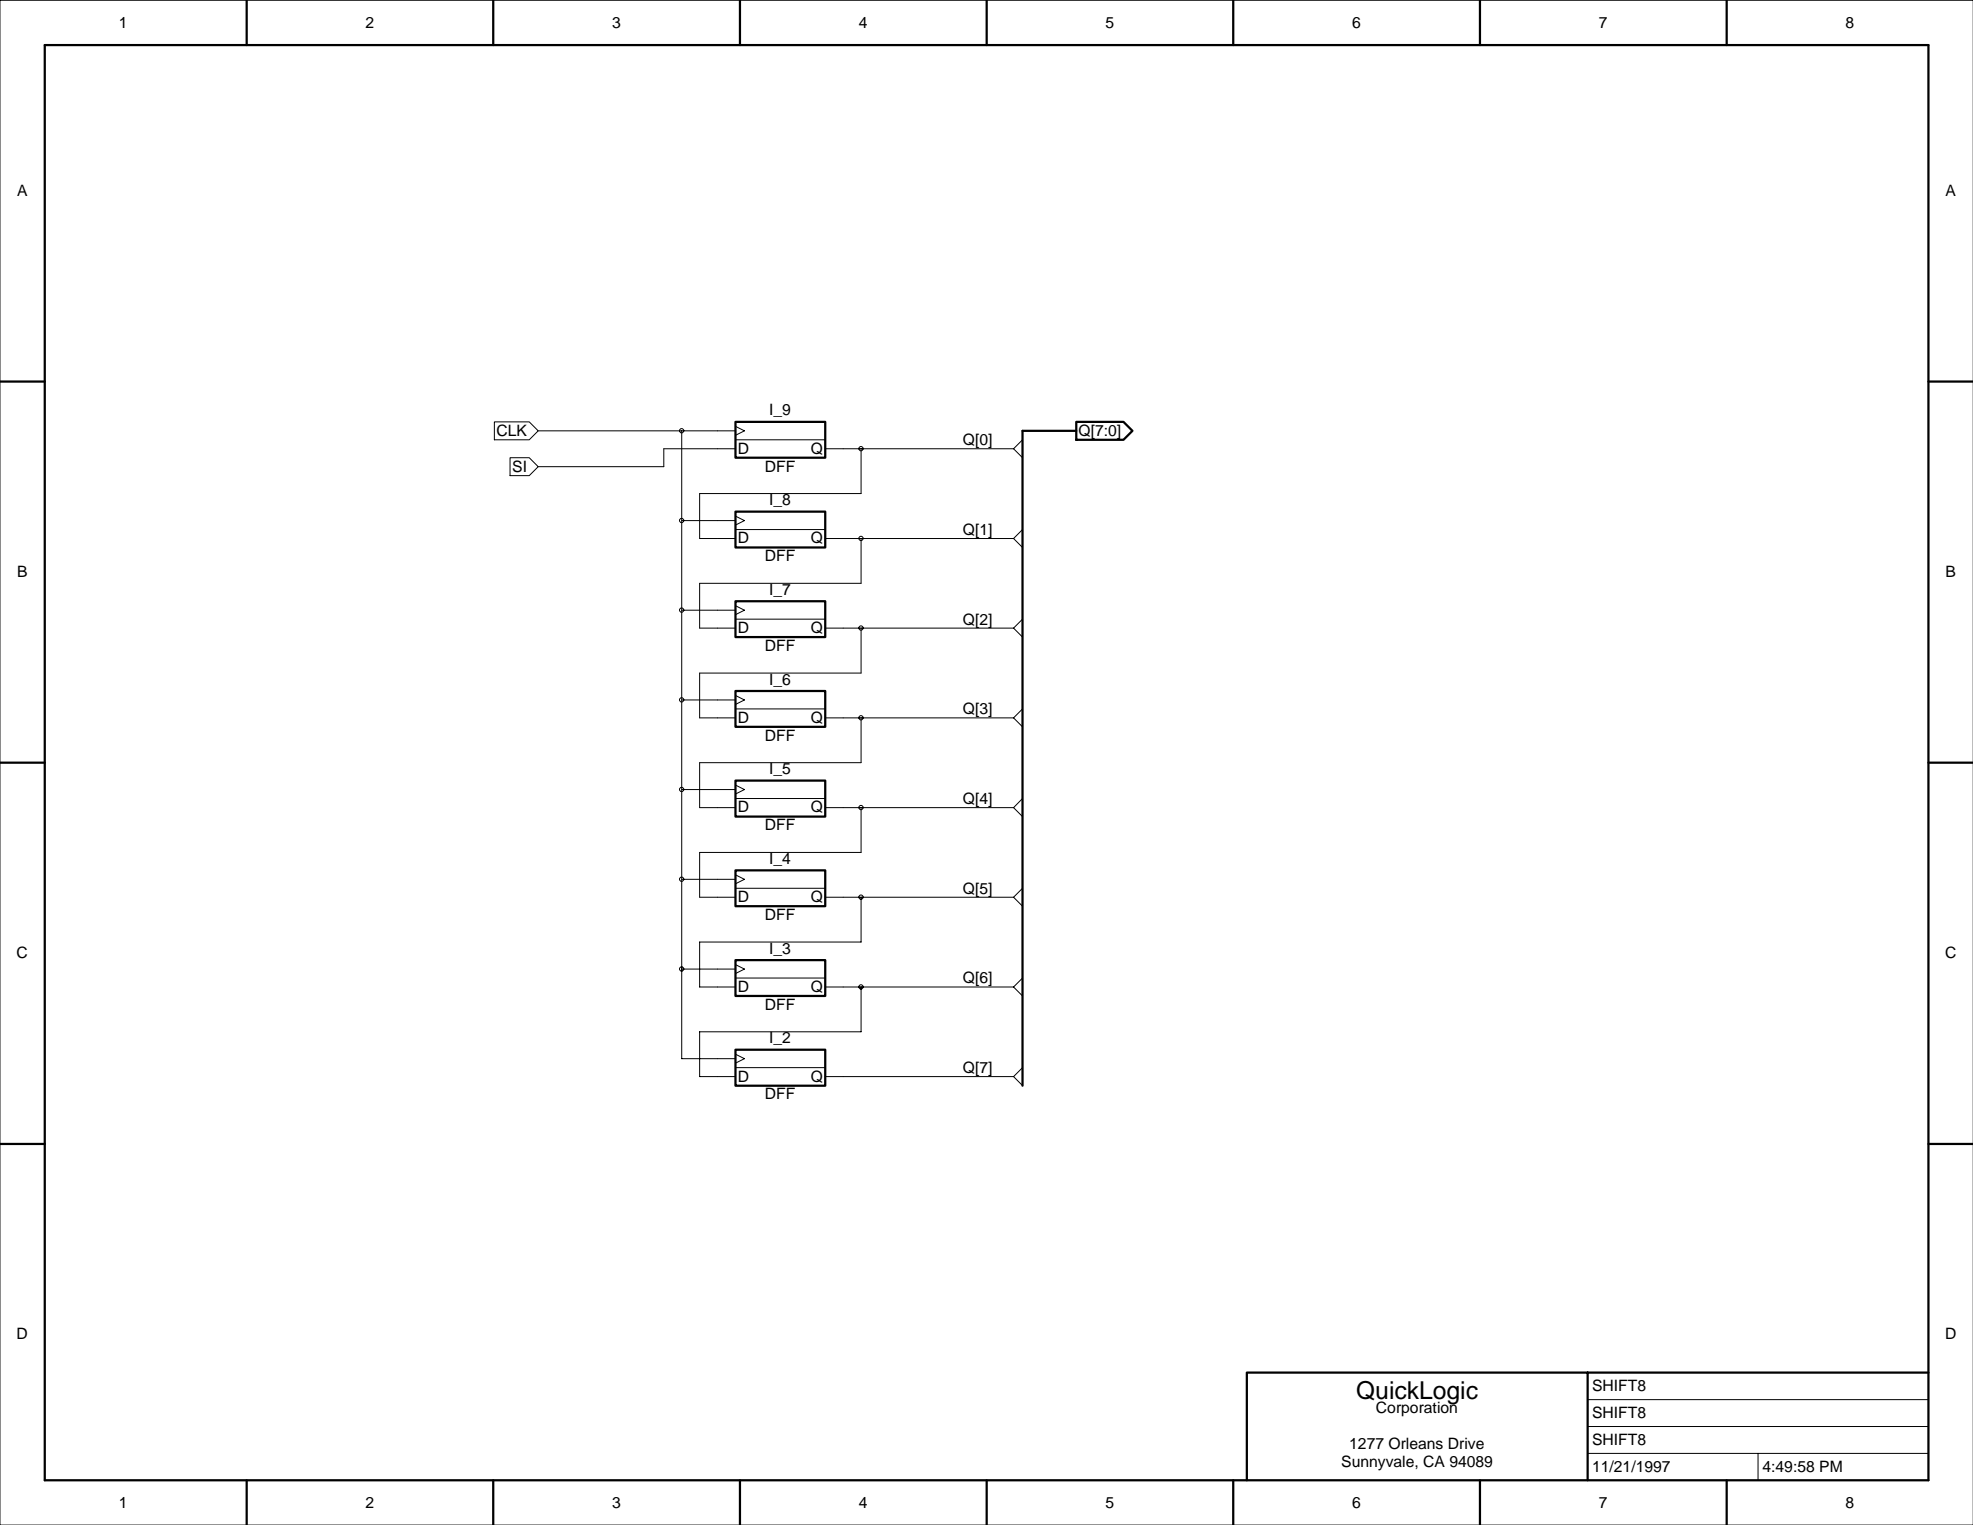 1 2 3 4 5 6 7 8
A A
I_9
CLK Q[0] Q[7:0]
D Q
SI DFF
I_8
Q[1]
D Q
DFF
B B
I_7
Q[2]
D Q
DFF
I_6
Q[3]
D Q
DFF
I_5
Q[4]
D Q
DFF
I_4
Q[5]
D Q
DFF
C C
I_3
Q[6]
D Q
DFF
I_2
Q[7]
D Q
DFF
D D
QuickLogic
Corporation
1277 Orleans Drive
Sunnyvale, CA 94089
SHIFT8
SHIFT8
SHIFT8
11/21/1997 4:49:58 PM
1 2 3 4 5 6 7 8